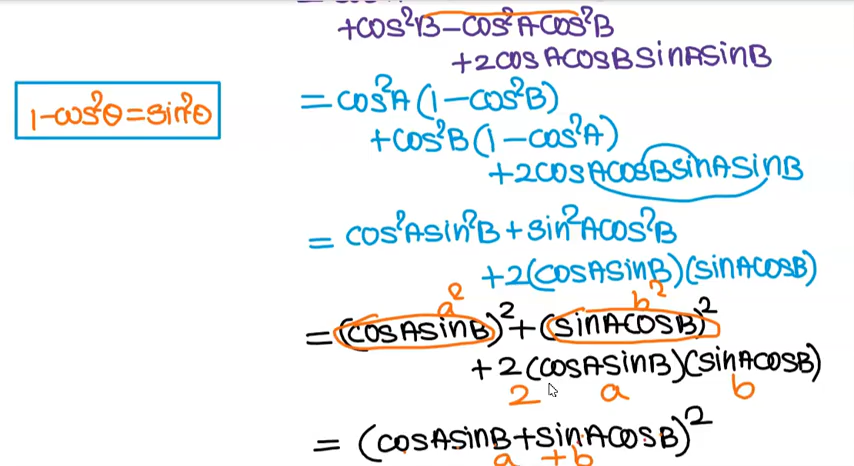 +cos²B-cos²Acos²B
+2cosAcosBsinAsinB
1-cos²θ=sin²θ
=cos²A(1-cos²B)
+cos²B(1-cos²A)
+2cosAcosBsinAsinB
= cos²Asin²B+sin²Acos²B
+2(cosAsinB)(sinAcosB)
a² b²
=(cosAsinB)²+(sinAcosB)²
+2(cosAsinB)(sinAcosB)
2 a b
= (cosAsinB+sinAcosB)²
a +b